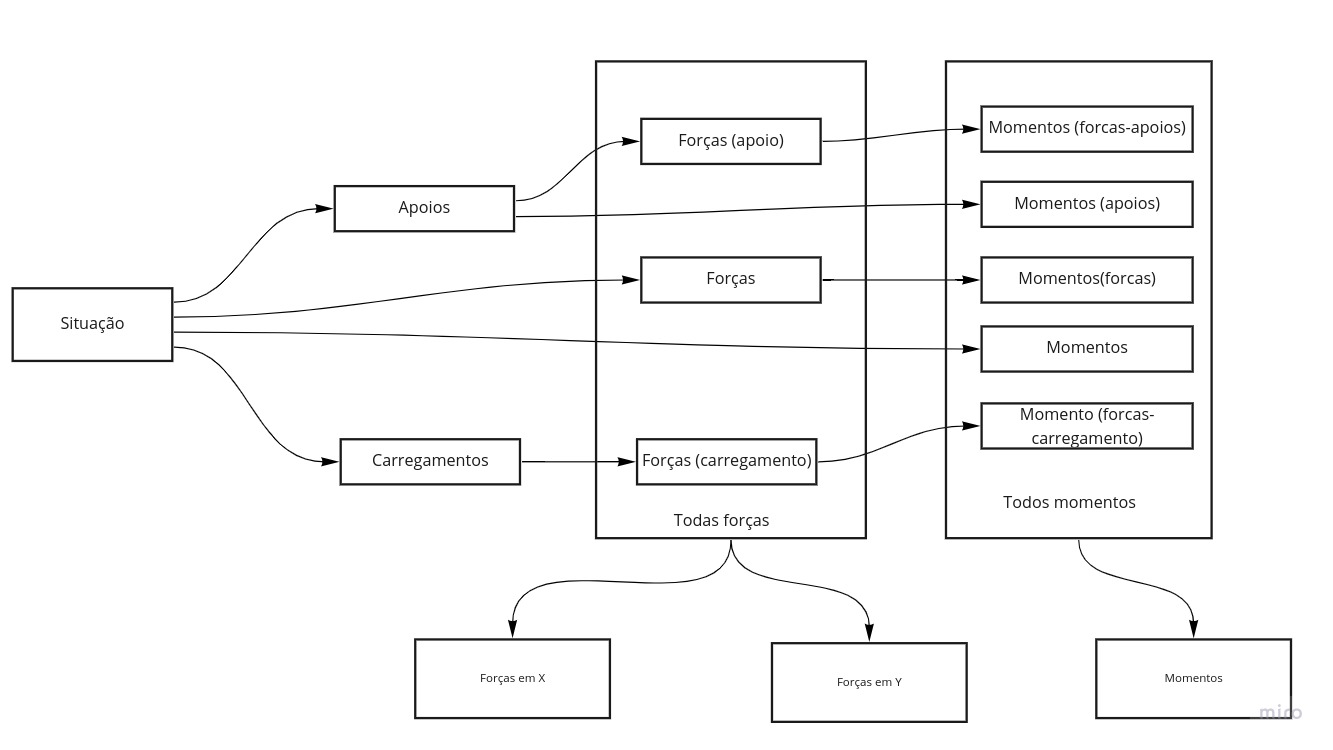 Forças (apoio)
Momentos (forcas-apoios)
Apoios
Momentos (apoios)
Forças
Momentos(forcas)
Situação
Momentos
Momento (forcas-
carregamento)
Carregamentos
Forças (carregamento)
Todas forças
Todos momentos
Forças em X
Forças em Y
Momentos
miro